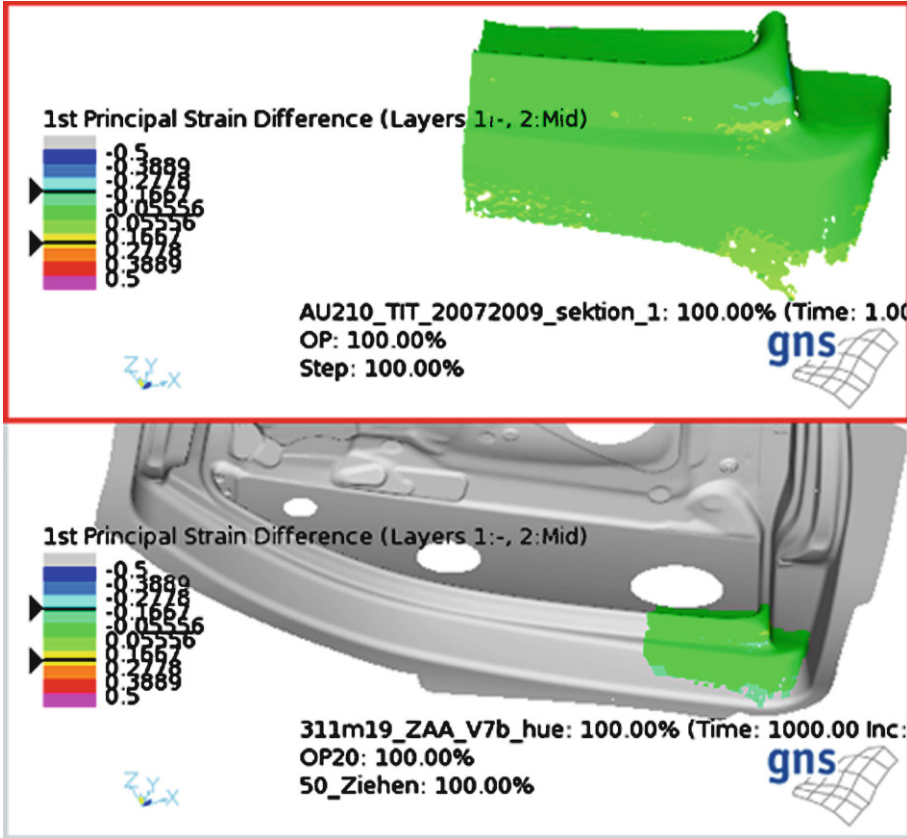 1st Principal Strain Difference (Layers 1:-, 2:Mid)
-0.5
-0.3889
-0.2778
-0.1667
-0.05556
0.05556
0.1667
0.2778
0.3889
0.5
AU210_TIT_20072009_sektion_1: 100.00% (Time: 1.00
OP: 100.00%
Step: 100.00%
gns
Z Y X
1st Principal Strain Difference (Layers 1:-, 2:Mid)
-0.5
-0.3889
-0.2778
-0.1667
-0.05556
0.05556
0.1667
0.2778
0.3889
0.5
311m19_ZAA_V7b_hue: 100.00% (Time: 1000.00 Inc:
OP20: 100.00%
50_Ziehen: 100.00%
gns
Z Y X